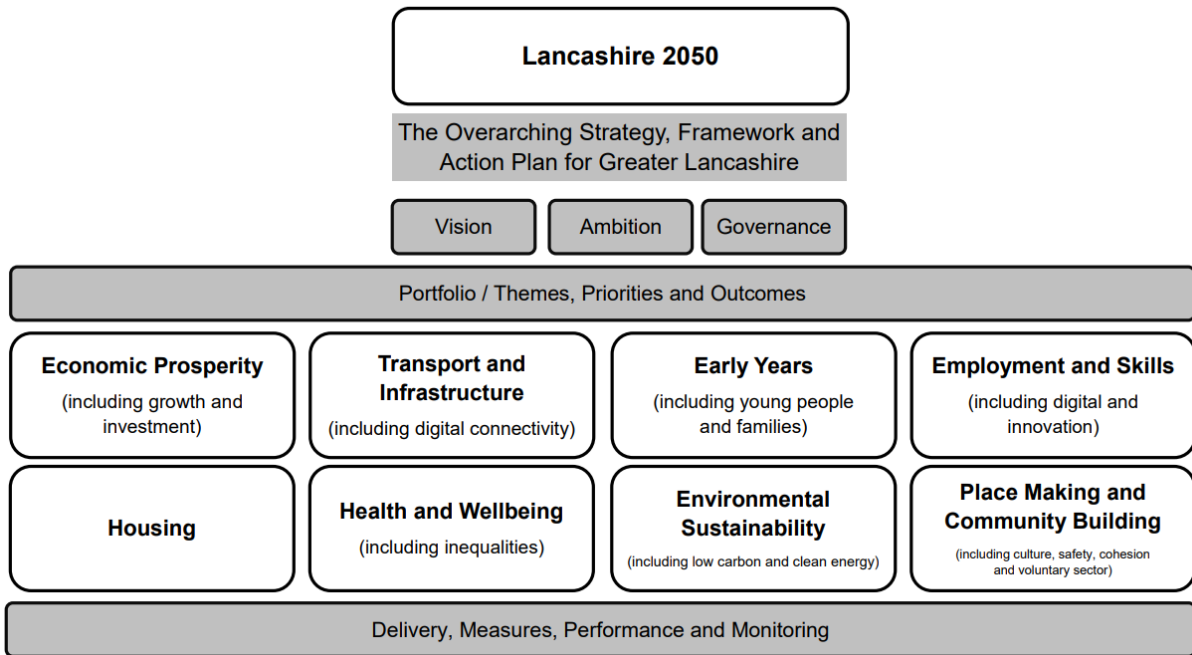 Lancashire 2050
The Overarching Strategy, Framework and
Action Plan for Greater Lancashire
Vision
Ambition
Governance
Portfolio / Themes, Priorities and Outcomes
Economic Prosperity
(including growth and
investment)
Transport and
Infrastructure
(including digital connectivity)
Early Years
(including young people
and families)
Employment and Skills
(including digital and
innovation)
Housing
Health and Wellbeing
(including inequalities)
Environmental
Sustainability
(including low carbon and clean energy)
Place Making and
Community Building
(including culture, safety, cohesion
and voluntary sector)
Delivery, Measures, Performance and Monitoring